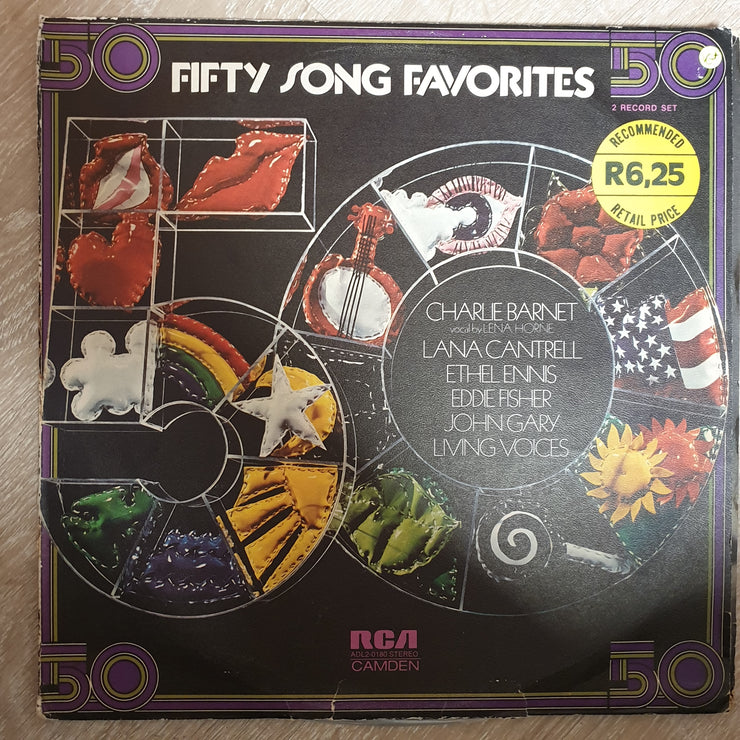 50
FIFTY SONG FAVORITES
50
2 RECORD SET
RECOMMENDED
R6,25
RETAIL PRICE
CHARLIE BARNET
vocal by LENA HORNE
LANA CANTRELL
ETHEL ENNIS
EDDIE FISHER
JOHN GARY
LIVING VOICES
RCA
ADL2-0180 STEREO
CAMDEN
50
50